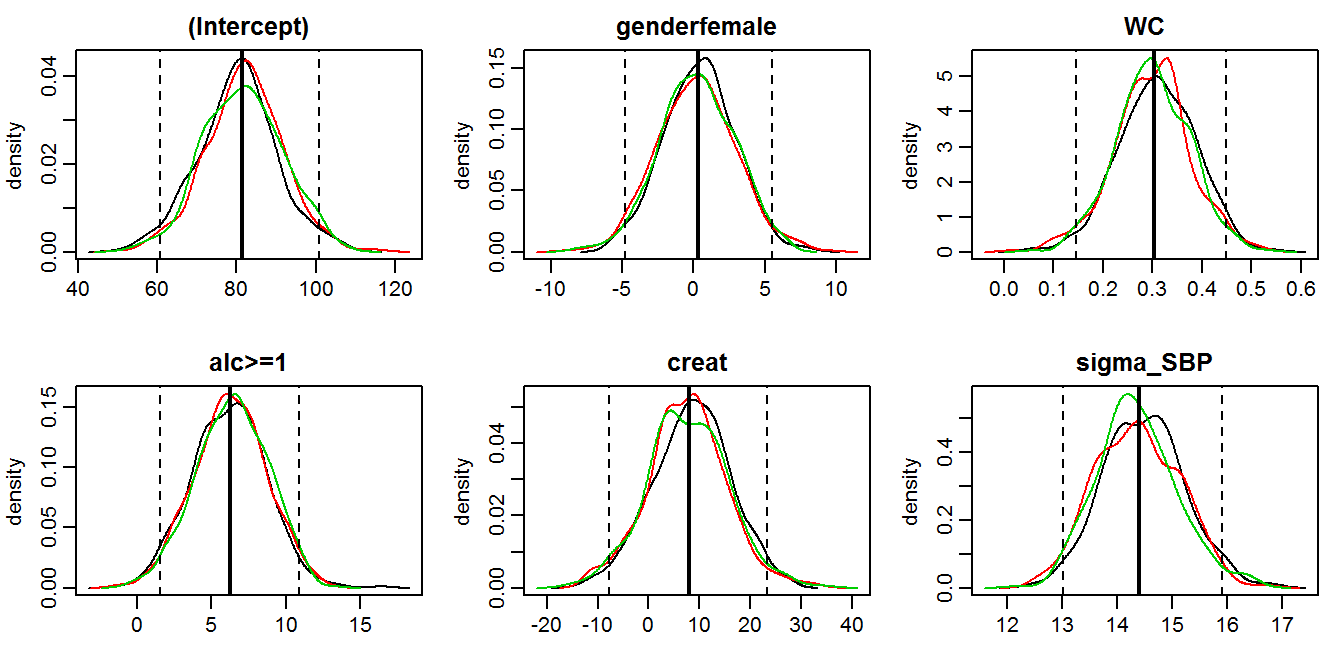 (Intercept)
density
0.00 0.02 0.04
40 60 80 100 120
genderfemale
density
0.00 0.05 0.10 0.15
-10 -5 0 5 10
WC
density
0 1 2 3 4 5
0.0 0.1 0.2 0.3 0.4 0.5 0.6
alc>=1
density
0.00 0.05 0.10 0.15
0 5 10 15
creat
density
0.00 0.02 0.04
-20 -10 0 10 20 30 40
sigma_SBP
density
0.0 0.2 0.4
12 13 14 15 16 17